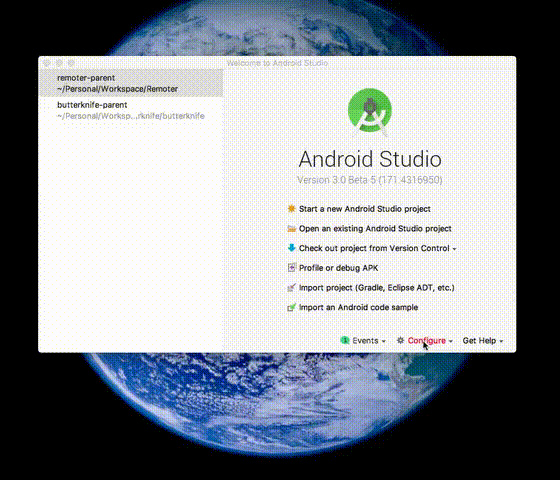 Welcome to Android Studio
remoter-parent
~/Personal/Workspace/Remoter
butterknife-parent
~/Personal/Worksp...rknife/butterknife
Android Studio
Version 3.0 Beta 5 (171.4316950)
Start a new Android Studio project
Open an existing Android Studio project
Check out project from Version Control
Profile or debug APK
Import project (Gradle, Eclipse ADT, etc.)
Import an Android code sample
1 Events Configure Get Help